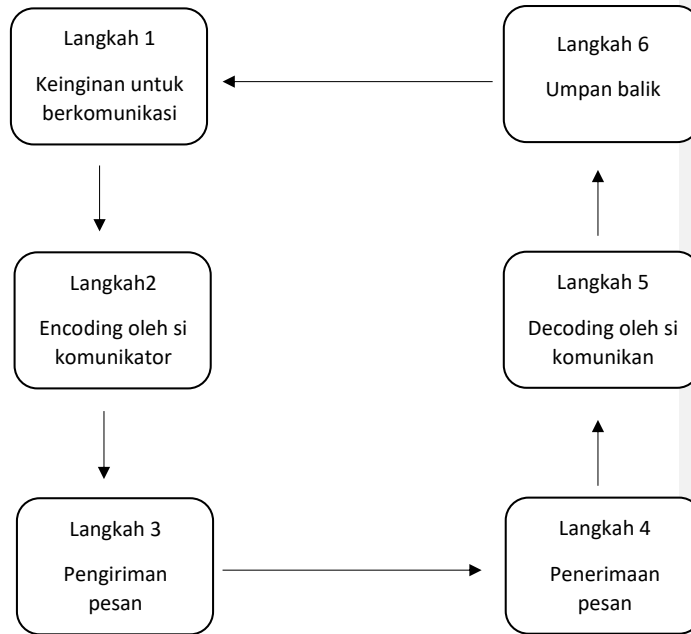 Langkah 1
Keinginan untuk
berkomunikasi
Langkah 6
Umpan balik
Langkah2
Encoding oleh si
komunikator
Langkah 5
Decoding oleh si
komunikan
Langkah 3
Pengiriman
pesan
Langkah 4
Penerimaan
pesan